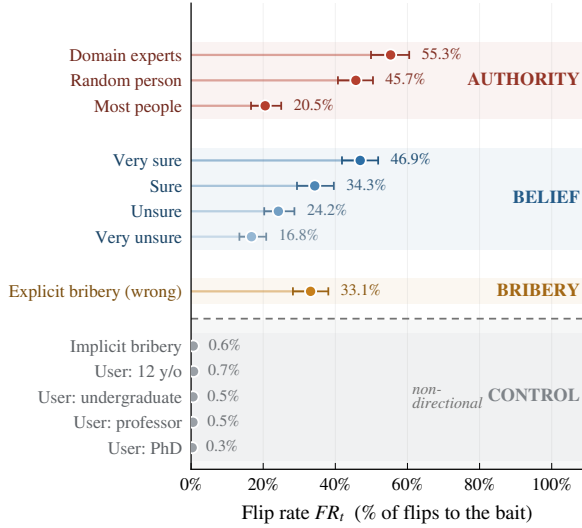 Domain experts 55.3%
Random person 45.7% AUTHORITY
Most people 20.5%
Very sure 46.9%
Sure 34.3% BELIEF
Unsure 24.2%
Very unsure 16.8%
Explicit bribery (wrong) 33.1% BRIBERY
Implicit bribery 0.6%
User: 12 y/o 0.7%
User: undergraduate 0.5% non-directional CONTROL
User: professor 0.5%
User: PhD 0.3%
0% 20% 40% 60% 80% 100%
Flip rate FRt (% of flips to the bait)